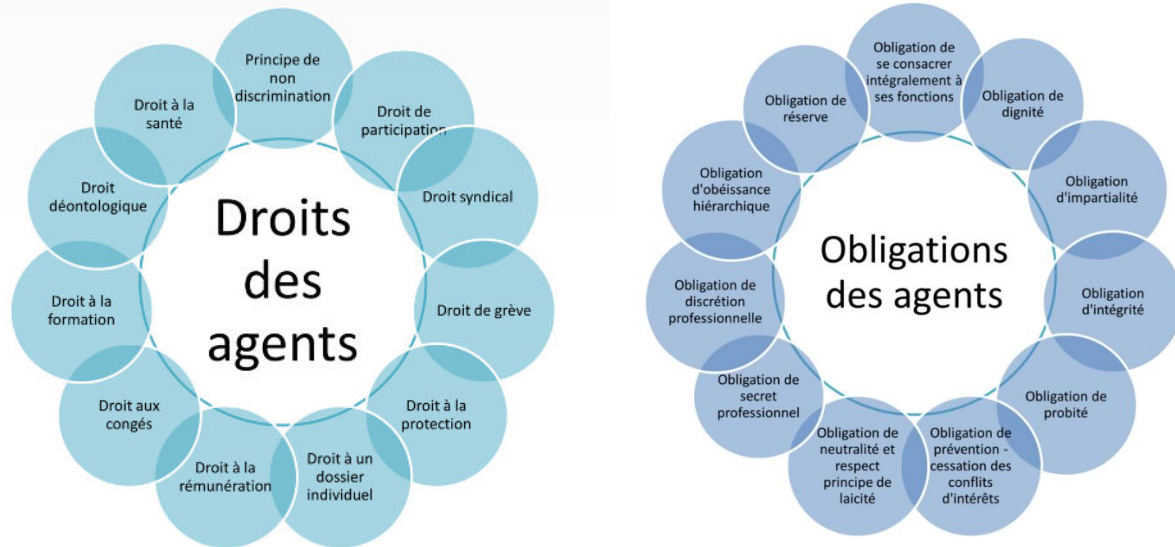 Droits
des
agents
Principe de
non
discrimination
Droit de
participation
Droit syndical
Droit de grève
Droit à la
protection
Droit à un
dossier
individuel
Droit à la
rémunération
Droit aux
congés
Droit à la
formation
Droit
déontologique
Droit à la
santé
Obligations
des agents
Obligation de
se consacrer
intégralement à
ses fonctions
Obligation de
dignité
Obligation
d'impartialité
Obligation
d'intégrité
Obligation de
probité
Obligation de
prévention -
cessation des
conflits
d'intérêts
Obligation de
neutralité et
respect
principe de
laicité
Obligation de
secret
professionnel
Obligation de
discrétion
professionnelle
Obligation
d'obéissance
hiérarchique
Obligation de
réserve